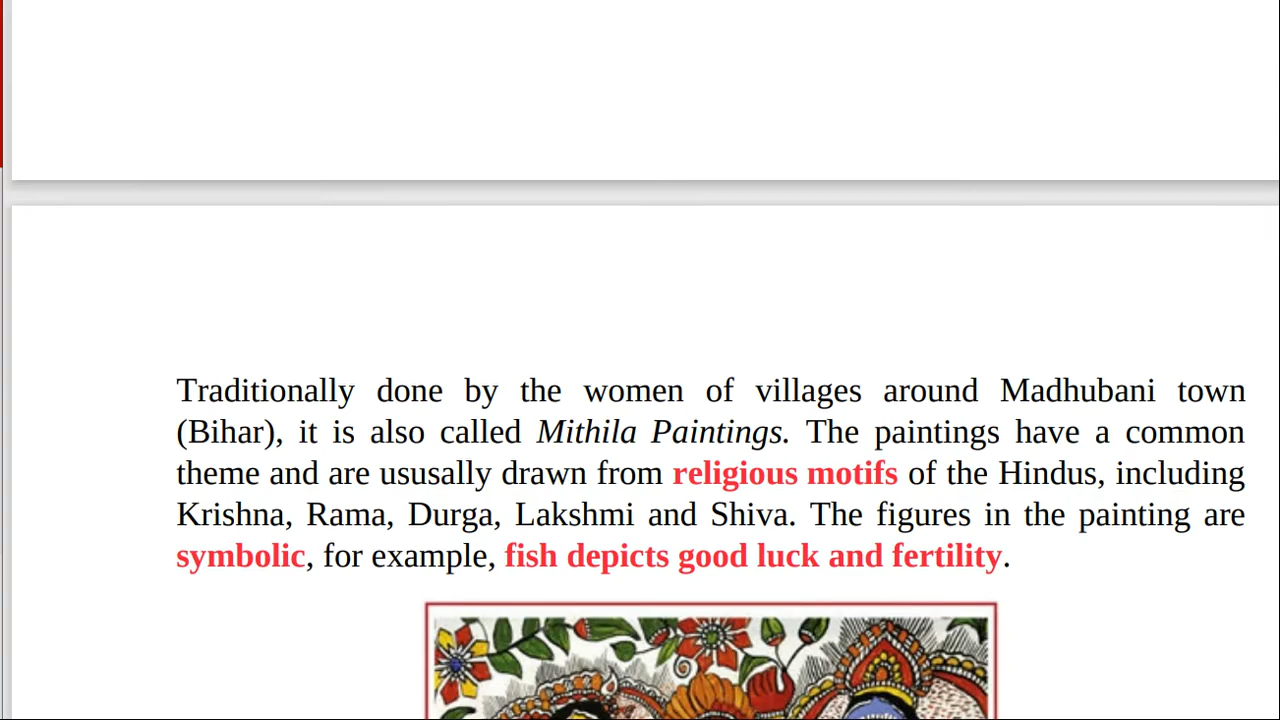 Traditionally done by the women of villages around Madhubani town
(Bihar), it is also called Mithila Paintings. The paintings have a common
theme and are ususally drawn from religious motifs of the Hindus, including
Krishna, Rama, Durga, Lakshmi and Shiva. The figures in the painting are
symbolic, for example, fish depicts good luck and fertility.